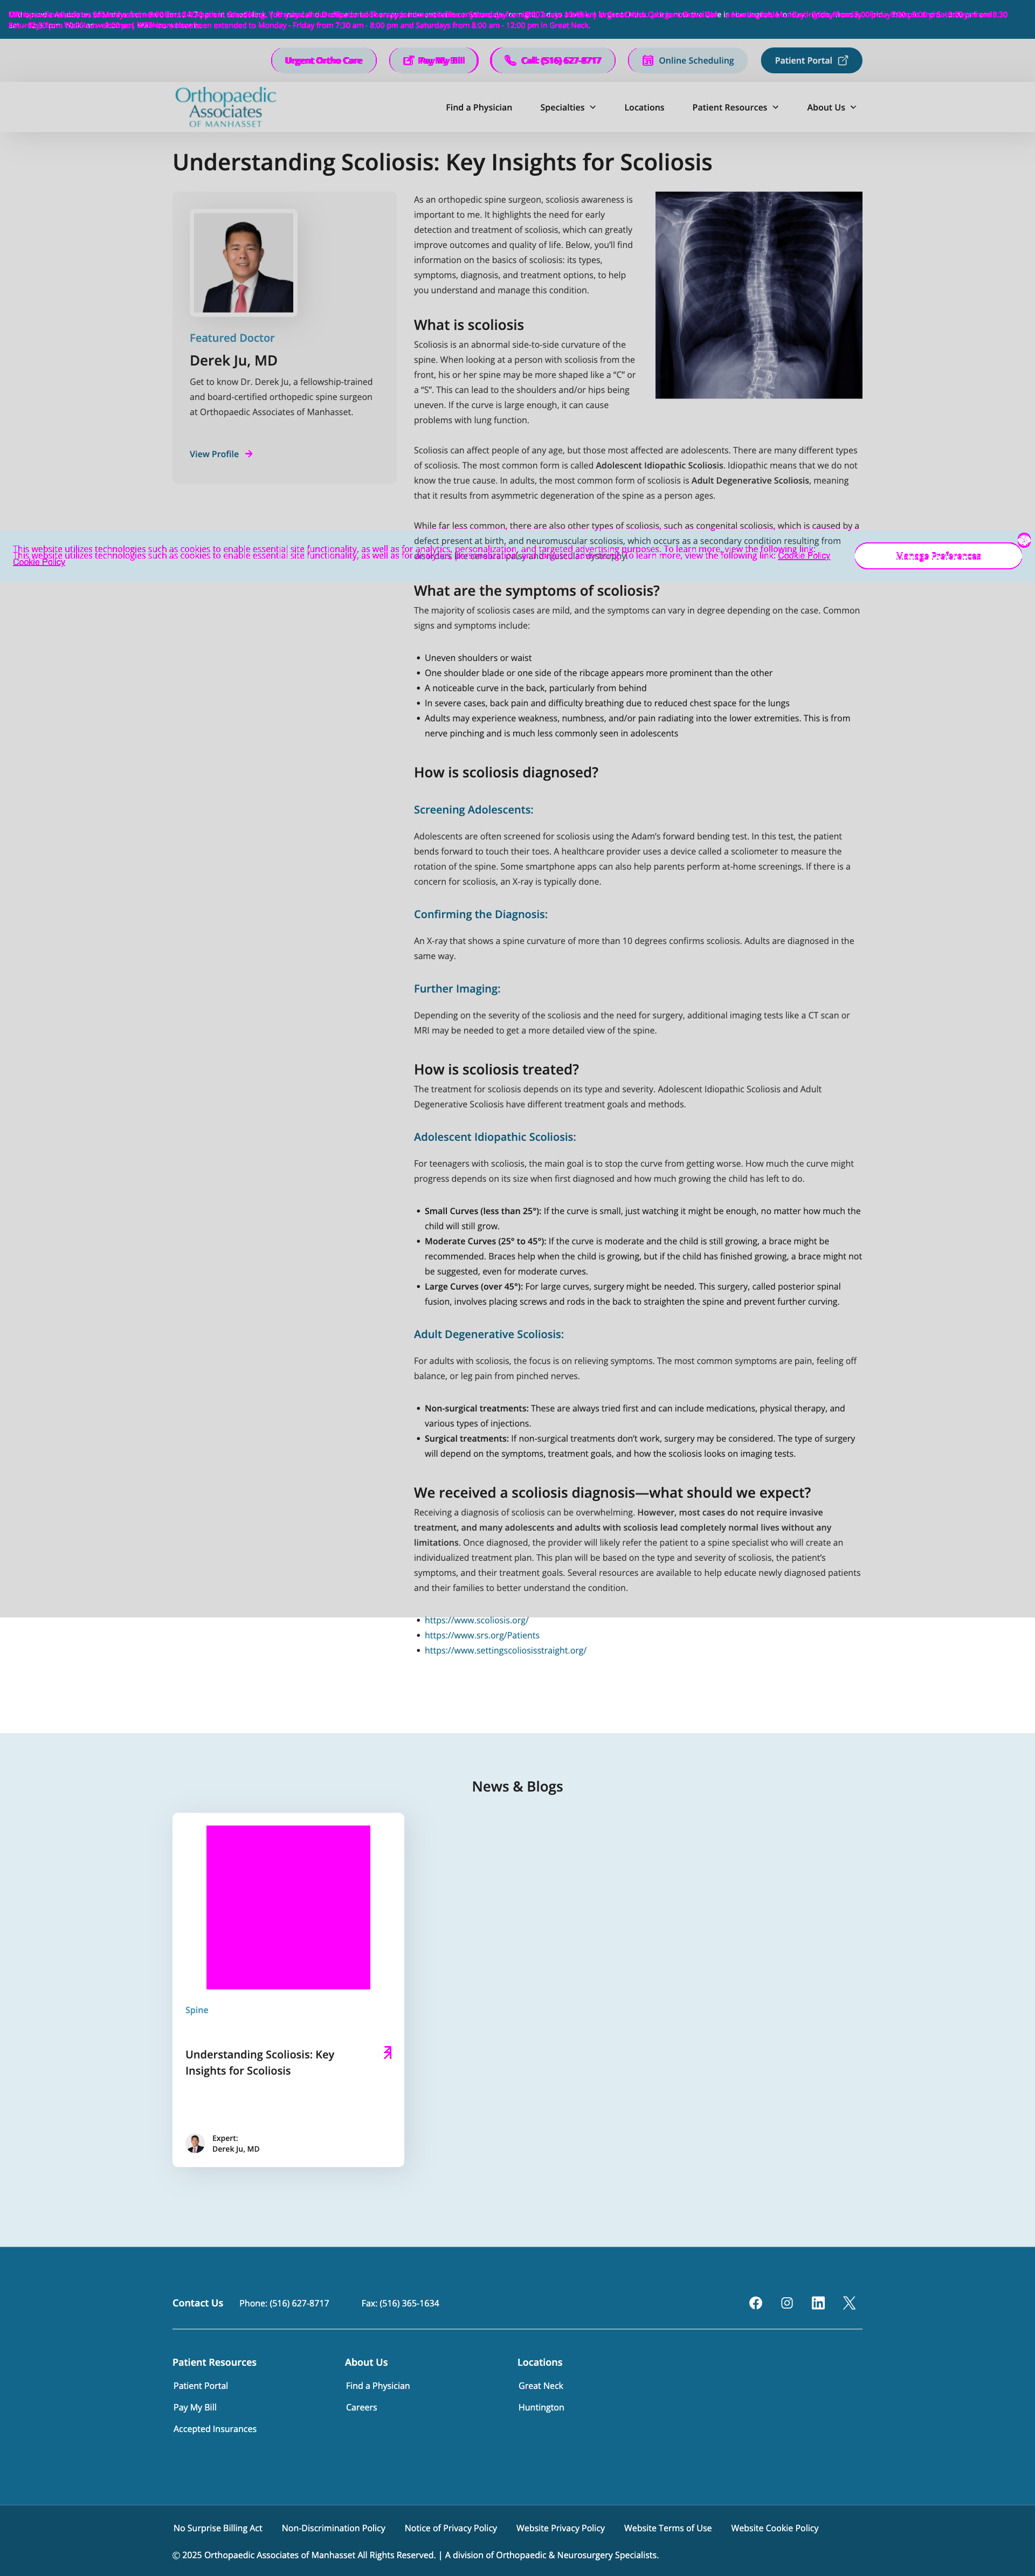 Urgent Ortho Care
Pay My Bill
Call: (516) 627-8717
Online Scheduling
Patient Portal
Orthopaedic
Associates
OF MANHASSET
Find a Physician
Specialties
Locations
Patient Resources
About Us
Understanding Scoliosis: Key Insights for Scoliosis
Featured Doctor
Derek Ju, MD
Get to know Dr. Derek Ju, a fellowship-trained
and board-certified orthopedic spine surgeon
at Orthopaedic Associates of Manhasset.
View Profile
As an orthopedic spine surgeon, scoliosis awareness is
important to me. It highlights the need for early
detection and treatment of scoliosis, which can greatly
improve outcomes and quality of life. Below, you'll find
information on the basics of scoliosis: its types,
symptoms, diagnosis, and treatment options, to help
you understand and manage this condition.
What is scoliosis
Scoliosis is an abnormal side-to-side curvature of the
spine. When looking at a person with scoliosis from the
front, his or her spine may be more shaped like a “C” or
a “S”. This can lead to the shoulders and/or hips being
uneven. If the curve is large enough, it can cause
problems with lung function.
Scoliosis can affect people of any age, but those most affected are adolescents. There are many different types
of scoliosis. The most common form is called Adolescent Idiopathic Scoliosis. Idiopathic means that we do not
know the true cause. In adults, the most common form of scoliosis is Adult Degenerative Scoliosis, meaning
that it results from asymmetric degeneration of the spine as a person ages.
While far less common, there are also other types of scoliosis, such as congenital scoliosis, which is caused by a
defect present at birth, and neuromuscular scoliosis, which occurs as a secondary condition resulting from
disorders like cerebral palsy and muscular dystrophy.
This website utilizes technologies such as cookies to enable essential site functionality, as well as for analytics, personalization, and targeted advertising purposes. To learn more, view the following link:
Cookie Policy
This website utilizes technologies such as cookies to enable essential site functionality, as well as for analytics, personalization, and targeted advertising purposes. To learn more, view the following link: Cookie Policy
Manage Preferences
What are the symptoms of scoliosis?
The majority of scoliosis cases are mild, and the symptoms can vary in degree depending on the case. Common
signs and symptoms include:
• Uneven shoulders or waist
• One shoulder blade or one side of the ribcage appears more prominent than the other
• A noticeable curve in the back, particularly from behind
• In severe cases, back pain and difficulty breathing due to reduced chest space for the lungs
• Adults may experience weakness, numbness, and/or pain radiating into the lower extremities. This is from
nerve pinching and is much less commonly seen in adolescents
How is scoliosis diagnosed?
Screening Adolescents:
Adolescents are often screened for scoliosis using the Adam's forward bending test. In this test, the patient
bends forward to touch their toes. A healthcare provider uses a device called a scoliometer to measure the
rotation of the spine. Some smartphone apps can also help parents perform at-home screenings. If there is a
concern for scoliosis, an X-ray is typically done.
Confirming the Diagnosis:
An X-ray that shows a spine curvature of more than 10 degrees confirms scoliosis. Adults are diagnosed in the
same way.
Further Imaging:
Depending on the severity of the scoliosis and the need for surgery, additional imaging tests like a CT scan or
MRI may be needed to get a more detailed view of the spine.
How is scoliosis treated?
The treatment for scoliosis depends on its type and severity. Adolescent Idiopathic Scoliosis and Adult
Degenerative Scoliosis have different treatment goals and methods.
Adolescent Idiopathic Scoliosis:
For teenagers with scoliosis, the main goal is to stop the curve from getting worse. How much the curve might
progress depends on its size when first diagnosed and how much growing the child has left to do.
• Small Curves (less than 25°): If the curve is small, just watching it might be enough, no matter how much the
child will still grow.
• Moderate Curves (25° to 45°): If the curve is moderate and the child is still growing, a brace might be
recommended. Braces help when the child is growing, but if the child has finished growing, a brace might not
be suggested, even for moderate curves.
• Large Curves (over 45°): For large curves, surgery might be needed. This surgery, called posterior spinal
fusion, involves placing screws and rods in the back to straighten the spine and prevent further curving.
Adult Degenerative Scoliosis:
For adults with scoliosis, the focus is on relieving symptoms. The most common symptoms are pain, feeling off
balance, or leg pain from pinched nerves.
• Non-surgical treatments: These are always tried first and can include medications, physical therapy, and
various types of injections.
• Surgical treatments: If non-surgical treatments don't work, surgery may be considered. The type of surgery
will depend on the symptoms, treatment goals, and how the scoliosis looks on imaging tests.
We received a scoliosis diagnosis—what should we expect?
Receiving a diagnosis of scoliosis can be overwhelming. However, most cases do not require invasive
treatment, and many adolescents and adults with scoliosis lead completely normal lives without any
limitations. Once diagnosed, the provider will likely refer the patient to a spine specialist who will create an
individualized treatment plan. This plan will be based on the type and severity of scoliosis, the patient's
symptoms, and their treatment goals. Several resources are available to help educate newly diagnosed patients
and their families to better understand the condition.
• https://www.scoliosis.org/
• https://www.srs.org/Patients
• https://www.settingscoliosisstraight.org/
News & Blogs
Spine
Understanding Scoliosis: Key
Insights for Scoliosis
Expert:
Derek Ju, MD
Contact Us
Phone: (516) 627-8717
Fax: (516) 365-1634
Patient Resources
Patient Portal
Pay My Bill
Accepted Insurances
About Us
Find a Physician
Careers
Locations
Great Neck
Huntington
No Surprise Billing Act
Non-Discrimination Policy
Notice of Privacy Policy
Website Privacy Policy
Website Terms of Use
Website Cookie Policy
© 2025 Orthopaedic Associates of Manhasset All Rights Reserved. | A division of Orthopaedic & Neurosurgery Specialists.